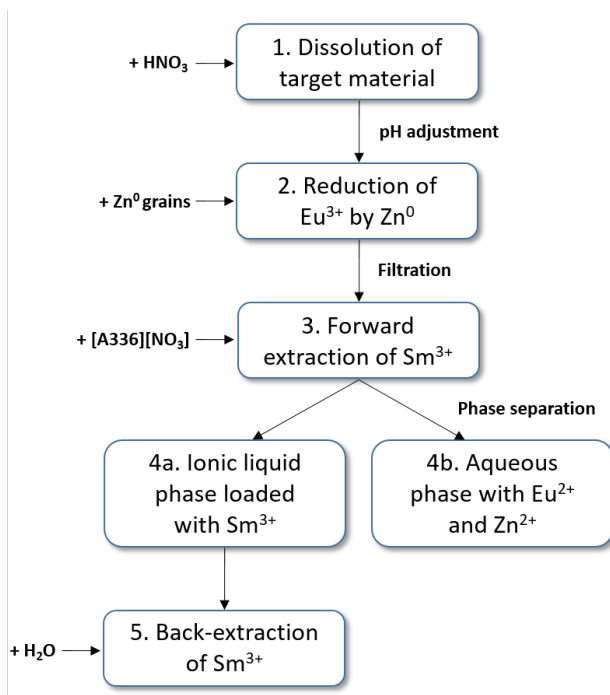 + HNO₃
1. Dissolution of
target material
pH adjustment
+ Zn⁰ grains
2. Reduction of
Eu³⁺ by Zn⁰
Filtration
+ [A336][NO₃]
3. Forward
extraction of Sm³⁺
Phase separation
4a. Ionic liquid
phase loaded
with Sm³⁺
4b. Aqueous
phase with Eu²⁺
and Zn²⁺
+ H₂O
5. Back-extraction
of Sm³⁺